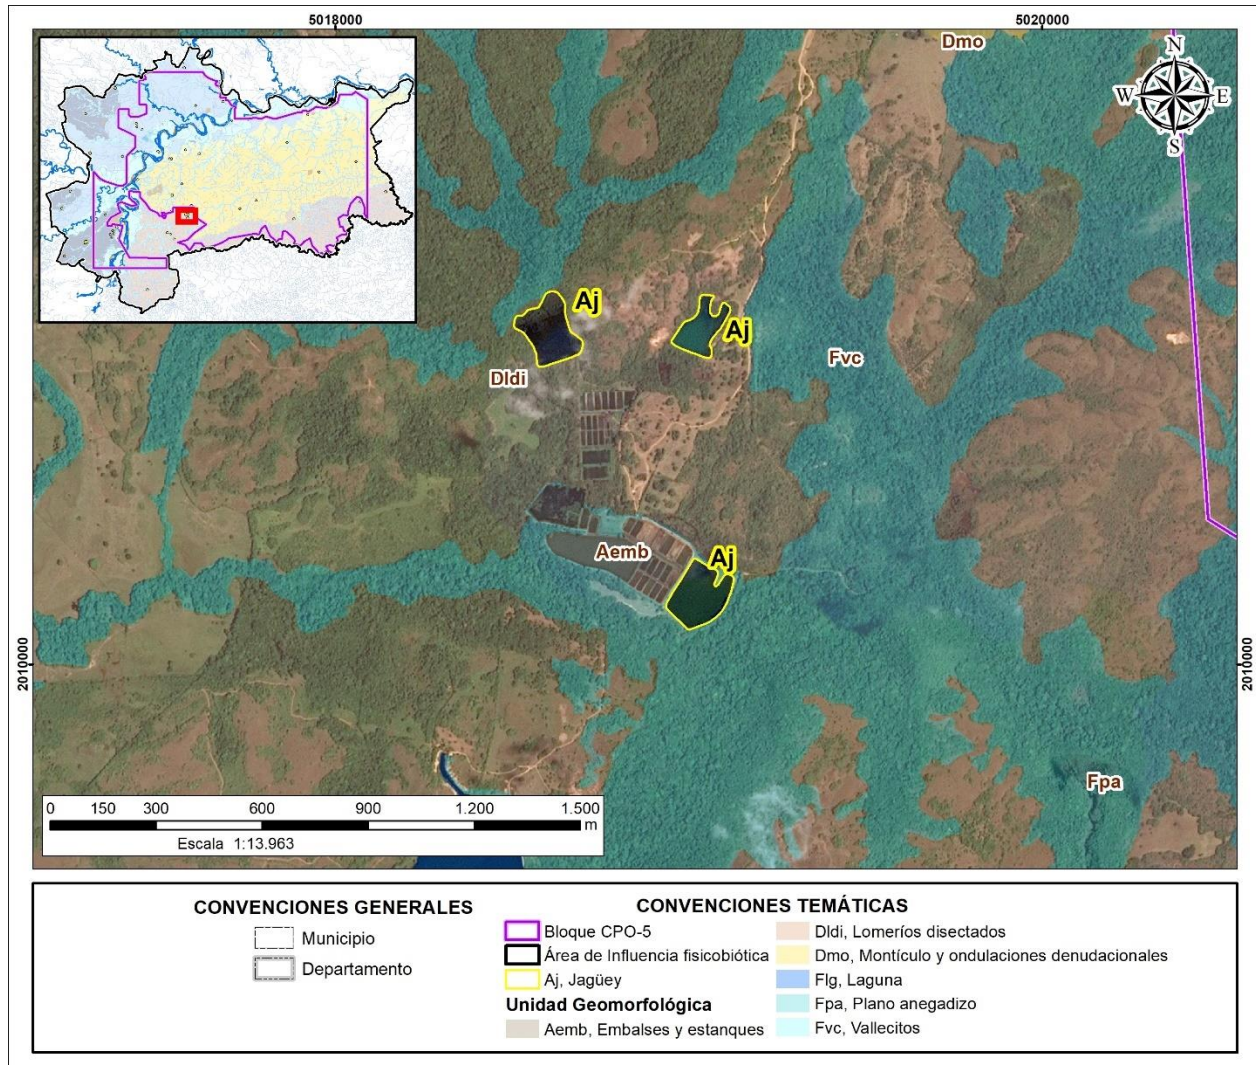 5018000
5020000
Dmo
N
W
E
S
Aj
Aj
Fvc
Dldi
Aemb
Aj
2010000
2010000
Fpa
0 150 300 600 900 1.200 1.500
m
Escala 1:13.963
CONVENCIONES GENERALES
Municipio
Departamento
CONVENCIONES TEMÁTICAS
Bloque CPO-5
Área de Influencia fisicobiótica
Aj, Jagüey
Unidad Geomorfológica
Aemb, Embalses y estanques
Dldi, Lomeríos disectados
Dmo, Montículo y ondulaciones denudacionales
Flg, Laguna
Fpa, Plano anegadizo
Fvc, Vallecitos